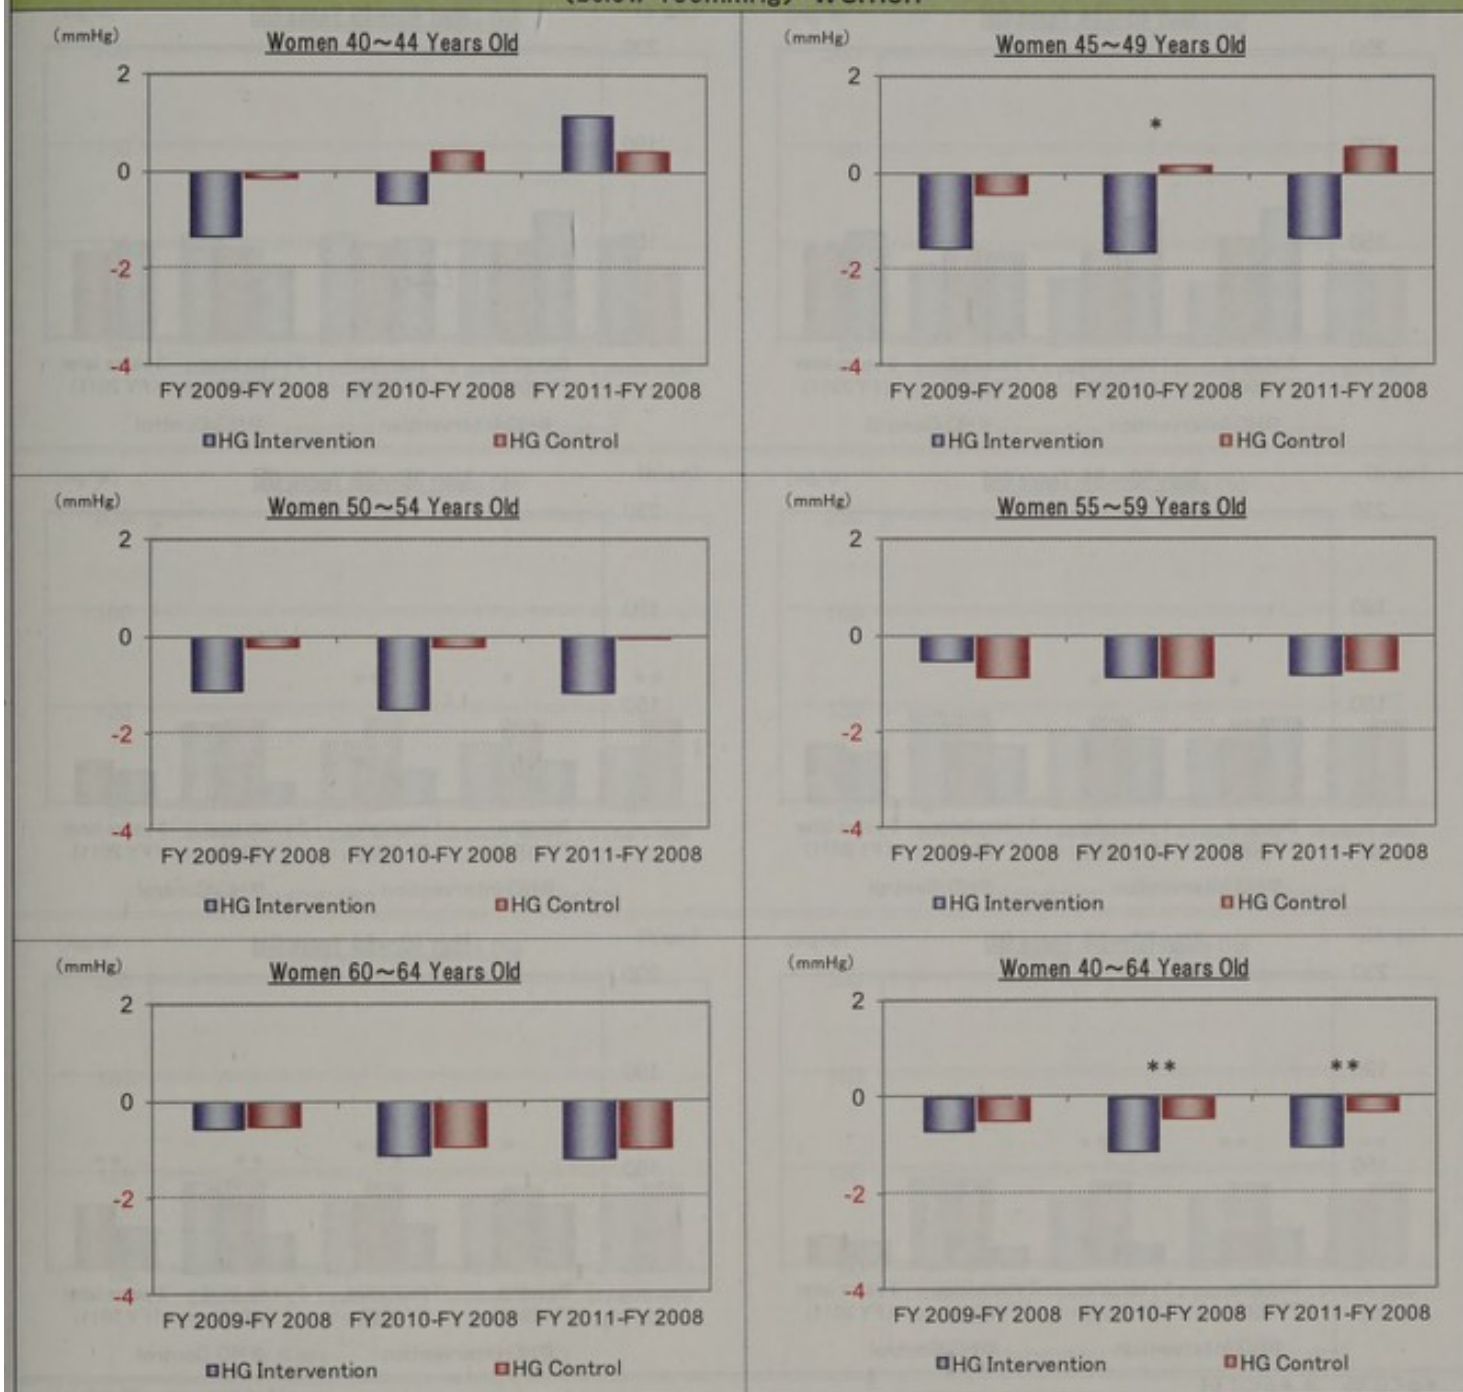 Women
(mmHg) Women 40～44 Years Old
2
0
-2
-4
FY 2009-FY 2008 FY 2010-FY 2008 FY 2011-FY 2008
HG Intervention HG Control
(mmHg) Women 45～49 Years Old
2
*
0
-2
-4
FY 2009-FY 2008 FY 2010-FY 2008 FY 2011-FY 2008
HG Intervention HG Control
(mmHg) Women 50～54 Years Old
2
0
-2
-4
FY 2009-FY 2008 FY 2010-FY 2008 FY 2011-FY 2008
HG Intervention HG Control
(mmHg) Women 55～59 Years Old
2
0
-2
-4
FY 2009-FY 2008 FY 2010-FY 2008 FY 2011-FY 2008
HG Intervention HG Control
(mmHg) Women 60～64 Years Old
2
0
-2
-4
FY 2009-FY 2008 FY 2010-FY 2008 FY 2011-FY 2008
HG Intervention HG Control
(mmHg) Women 40～64 Years Old
2
** **
0
-2
-4
FY 2009-FY 2008 FY 2010-FY 2008 FY 2011-FY 2008
HG Intervention HG Control